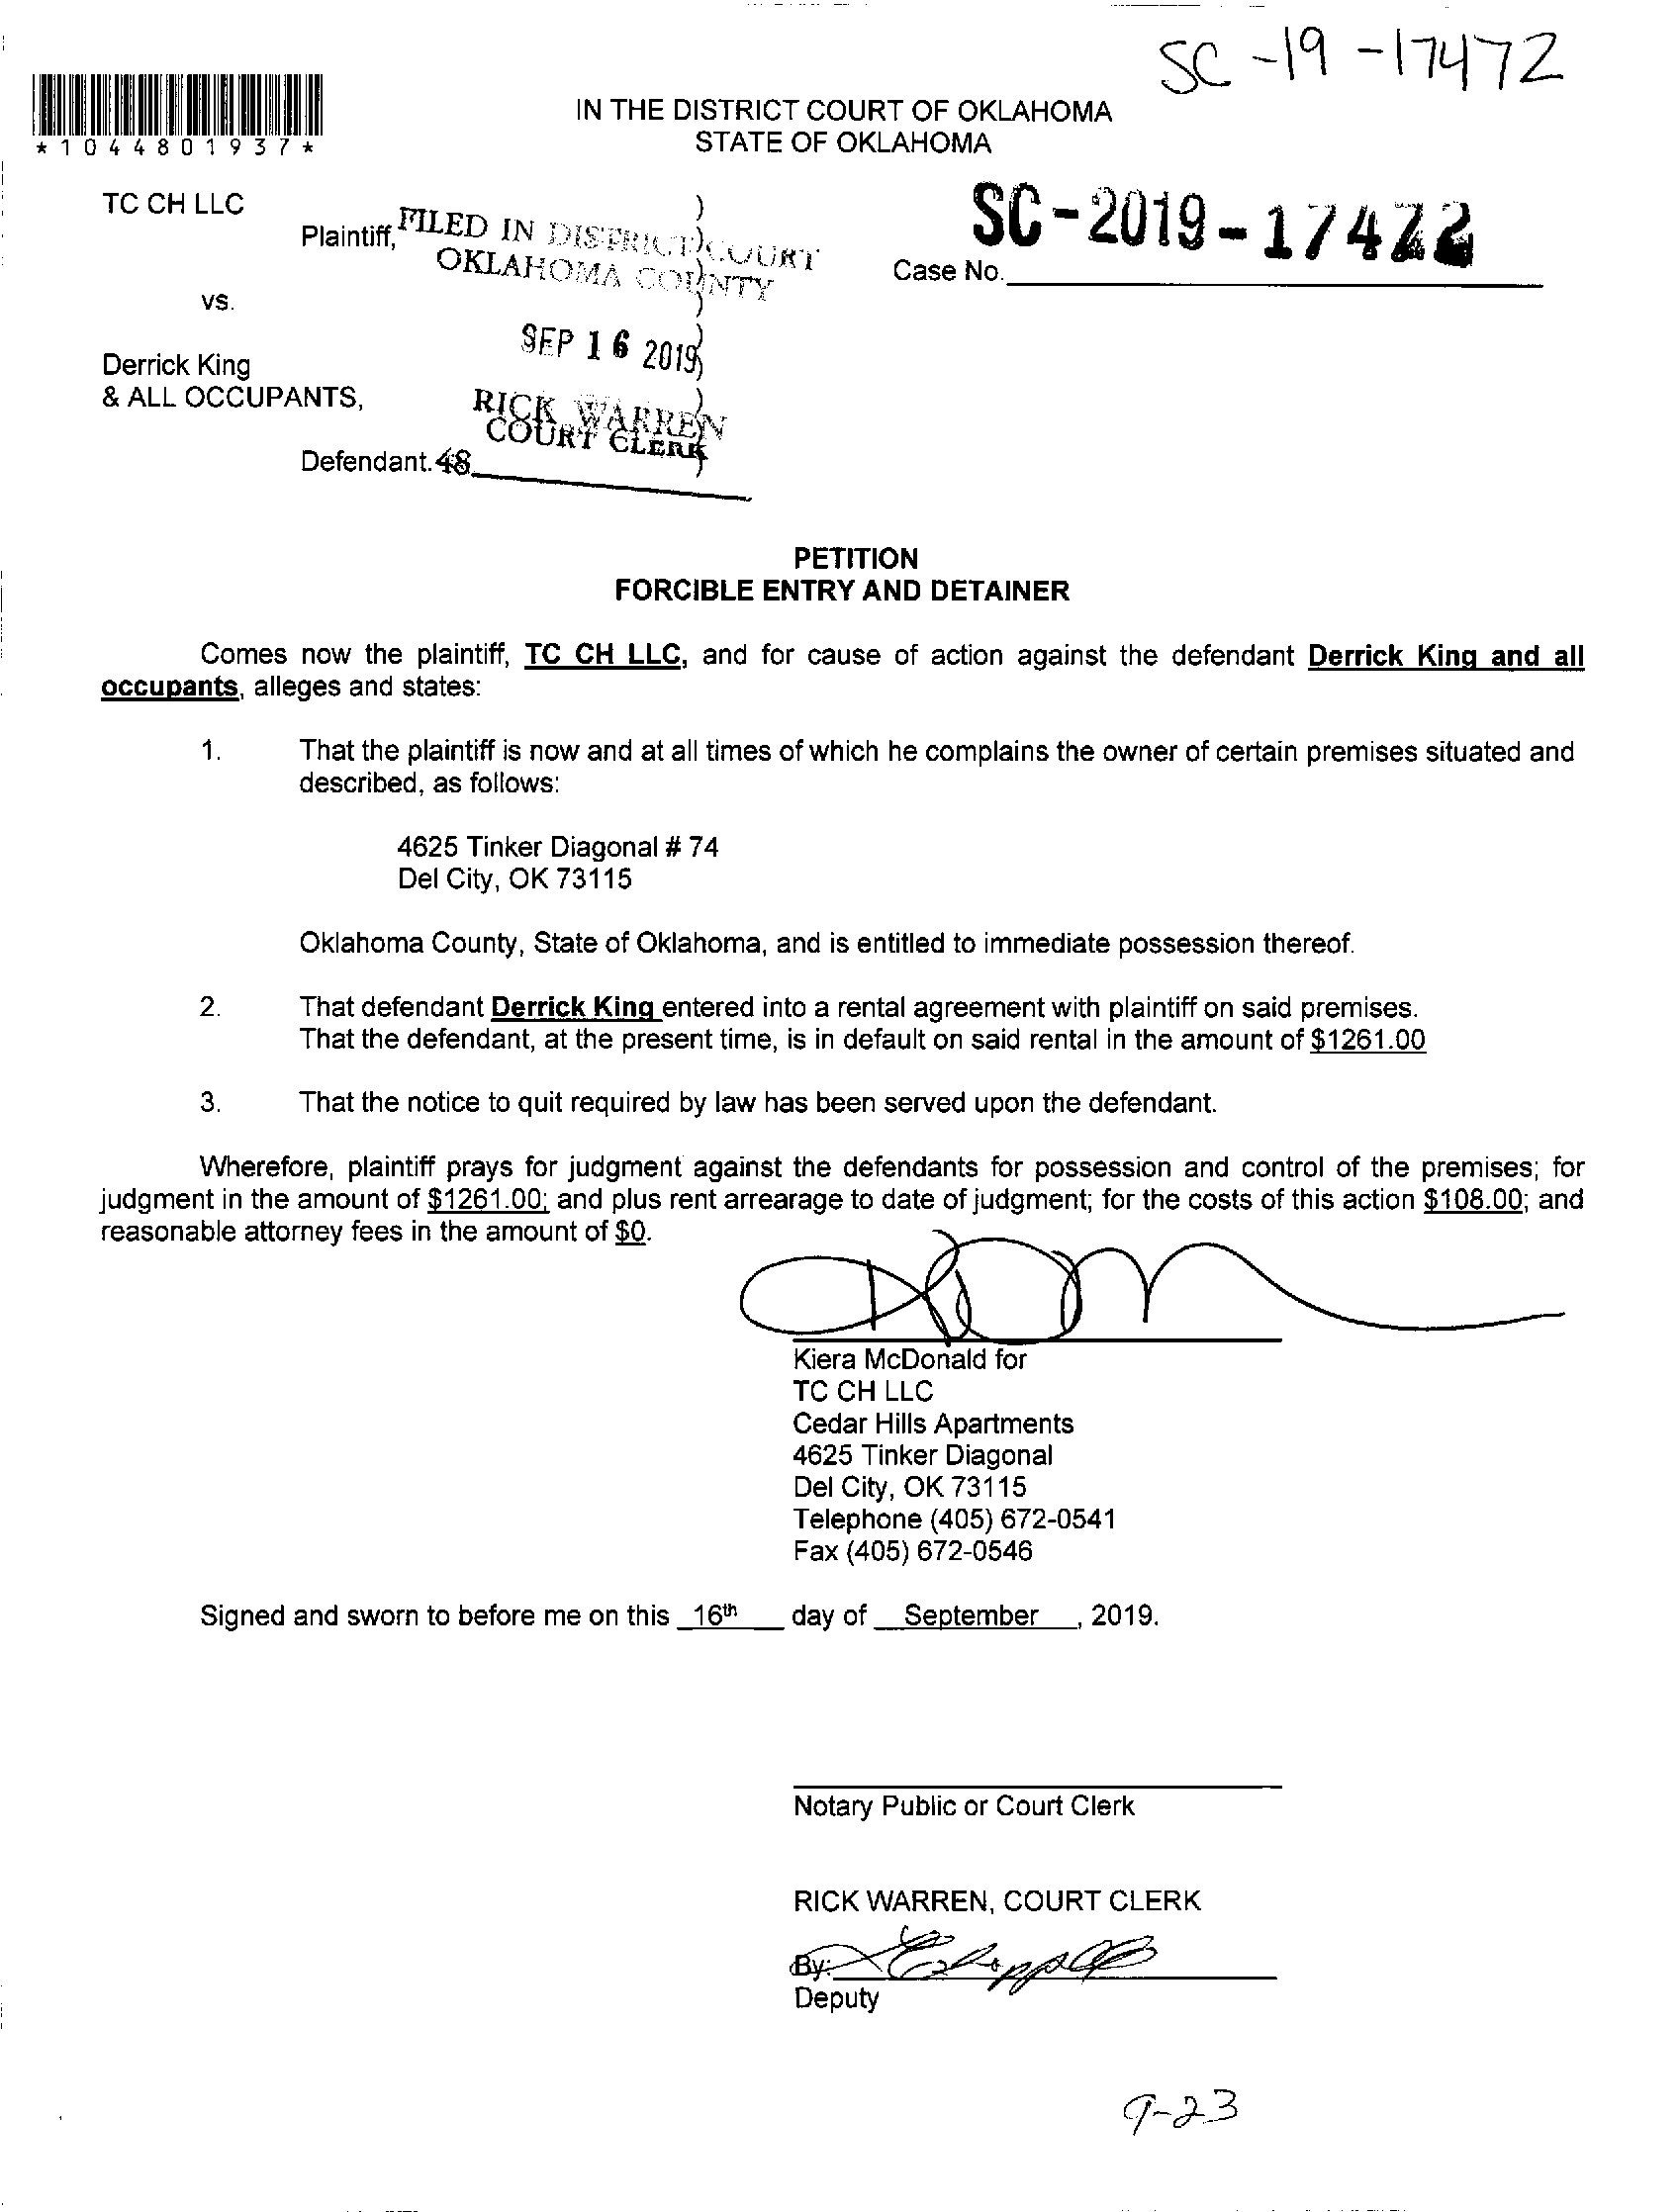 SC-19-17472
*1044801937*
IN THE DISTRICT COURT OF OKLAHOMA
STATE OF OKLAHOMA
TC CH LLC
Plaintiff,
FILED IN DISTRICT COURT
OKLAHOMA COUNTY
SC-2019-17472
Case No.
vs.
SEP 16 2019
Derrick King
& ALL OCCUPANTS,
RICK WARREN
COURT CLERK
Defendant. 48
)
)
)
)
)
)
PETITION
FORCIBLE ENTRY AND DETAINER
Comes now the plaintiff, TC CH LLC, and for cause of action against the defendant Derrick King and all
occupants, alleges and states:
1. That the plaintiff is now and at all times of which he complains the owner of certain premises situated and
described, as follows:
4625 Tinker Diagonal # 74
Del City, OK 73115
Oklahoma County, State of Oklahoma, and is entitled to immediate possession thereof.
2. That defendant Derrick King entered into a rental agreement with plaintiff on said premises.
That the defendant, at the present time, is in default on said rental in the amount of $1261.00
3. That the notice to quit required by law has been served upon the defendant.
Wherefore, plaintiff prays for judgment against the defendants for possession and control of the premises; for
judgment in the amount of $1261.00; and plus rent arrearage to date of judgment; for the costs of this action $108.00; and
reasonable attorney fees in the amount of $0.
Kiera McDonald for
TC CH LLC
Cedar Hills Apartments
4625 Tinker Diagonal
Del City, OK 73115
Telephone (405) 672-0541
Fax (405) 672-0546
Signed and sworn to before me on this 16th day of September, 2019.
Notary Public or Court Clerk
RICK WARREN, COURT CLERK
By:
Deputy
9-23